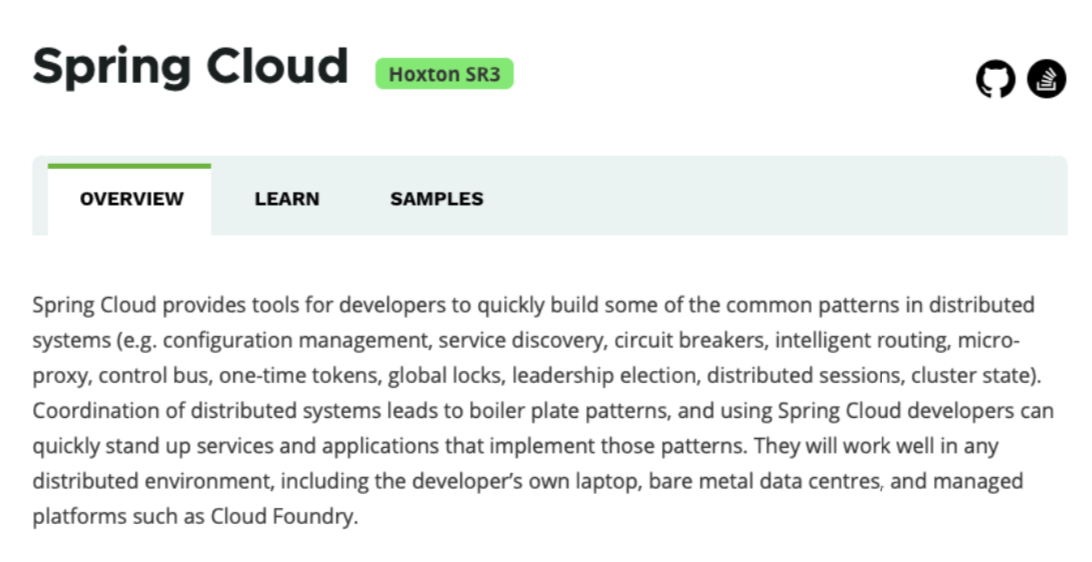 Spring Cloud Hoxton SR3
OVERVIEW LEARN SAMPLES
Spring Cloud provides tools for developers to quickly build some of the common patterns in distributed
systems (e.g. configuration management, service discovery, circuit breakers, intelligent routing, micro-
proxy, control bus, one-time tokens, global locks, leadership election, distributed sessions, cluster state).
Coordination of distributed systems leads to boiler plate patterns, and using Spring Cloud developers can
quickly stand up services and applications that implement those patterns. They will work well in any
distributed environment, including the developer’s own laptop, bare metal data centres, and managed
platforms such as Cloud Foundry.